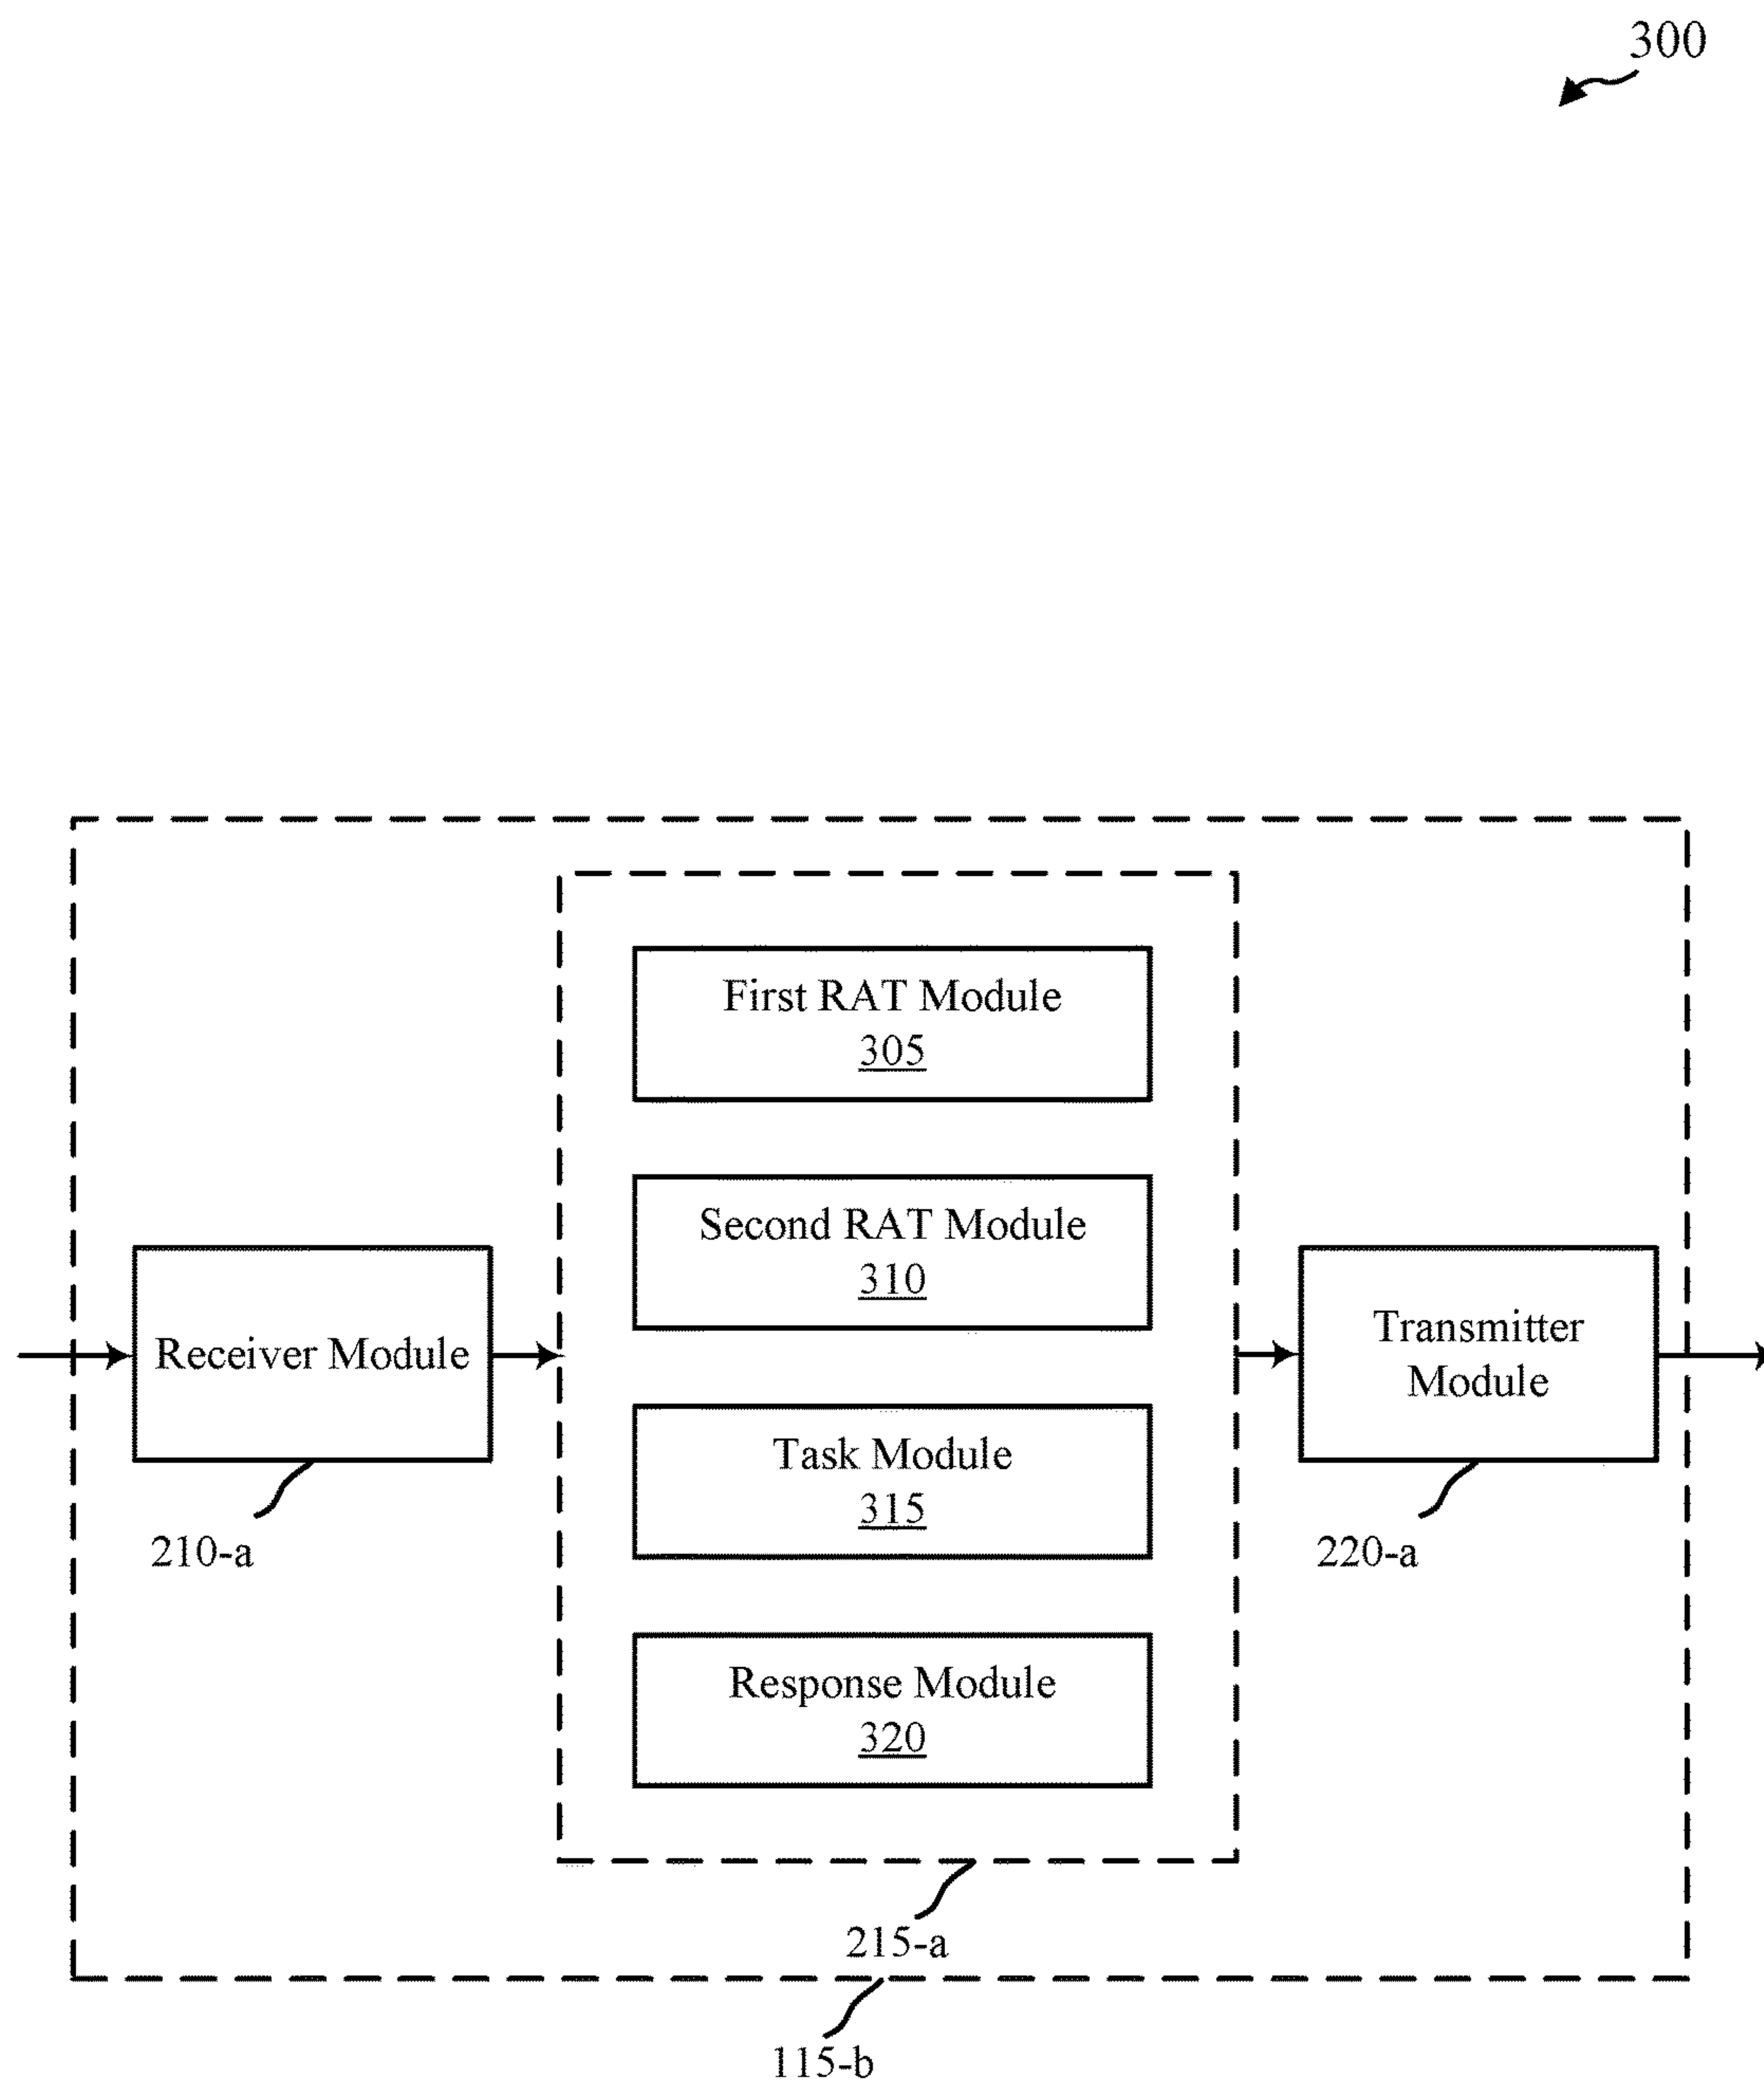 300
First RAT Module
305
Second RAT Module
310
Receiver Module
Transmitter
Module
Task Module
315
210-a
220-a
Response Module
320
215-a
115-b